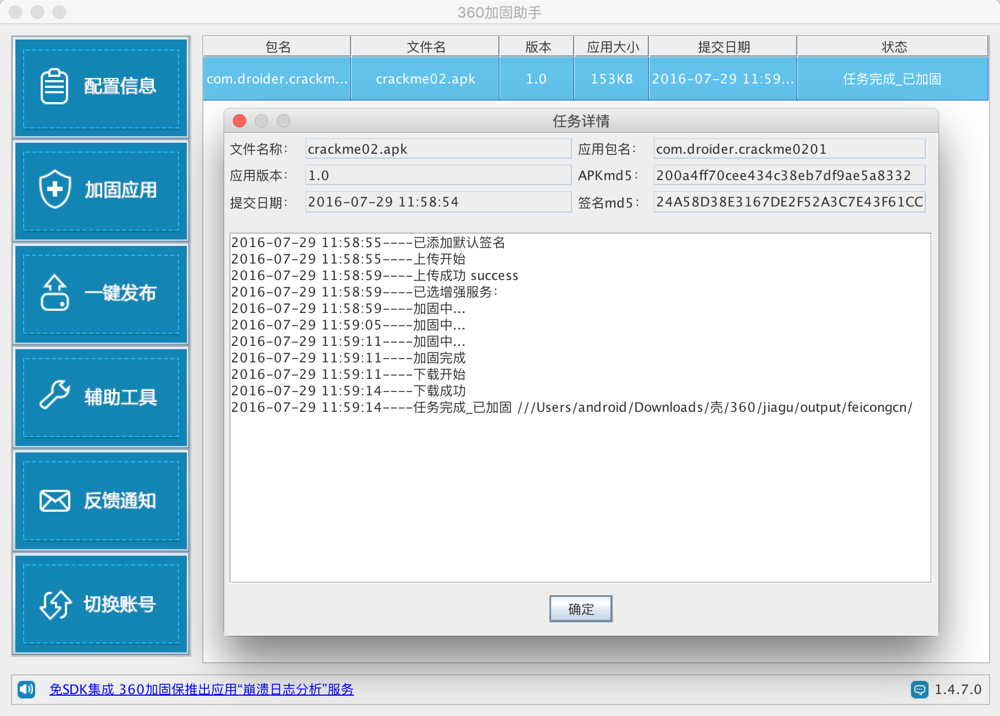 360加固助手
配置信息
加固应用
一键发布
辅助工具
反馈通知
切换账号
包名 文件名 版本 应用大小 提交日期 状态
com.droider.crackm... crackme02.apk 1.0 153KB 2016-07-29 11:59... 任务完成_已加固
任务详情
文件名称: crackme02.apk 应用包名: com.droider.crackme0201
应用版本: 1.0 APKmd5: 200a4ff70cee434c38eb7df9ae5a8332
提交日期: 2016-07-29 11:58:54 签名md5: 24A58D38E3167DE2F52A3C7E43F61CC
2016-07-29 11:58:55----已添加默认签名
2016-07-29 11:58:55----上传开始
2016-07-29 11:58:59----上传成功 success
2016-07-29 11:58:59----已选增强服务:
2016-07-29 11:58:59----加固中...
2016-07-29 11:59:05----加固中...
2016-07-29 11:59:11----加固中...
2016-07-29 11:59:11----加固完成
2016-07-29 11:59:11----下载开始
2016-07-29 11:59:14----下载成功
2016-07-29 11:59:14----任务完成_已加固 ///Users/android/Downloads/壳/360/jiagu/output/feicongcn/
确定
免SDK集成 360加固保推出应用“崩溃日志分析”服务
1.4.7.0